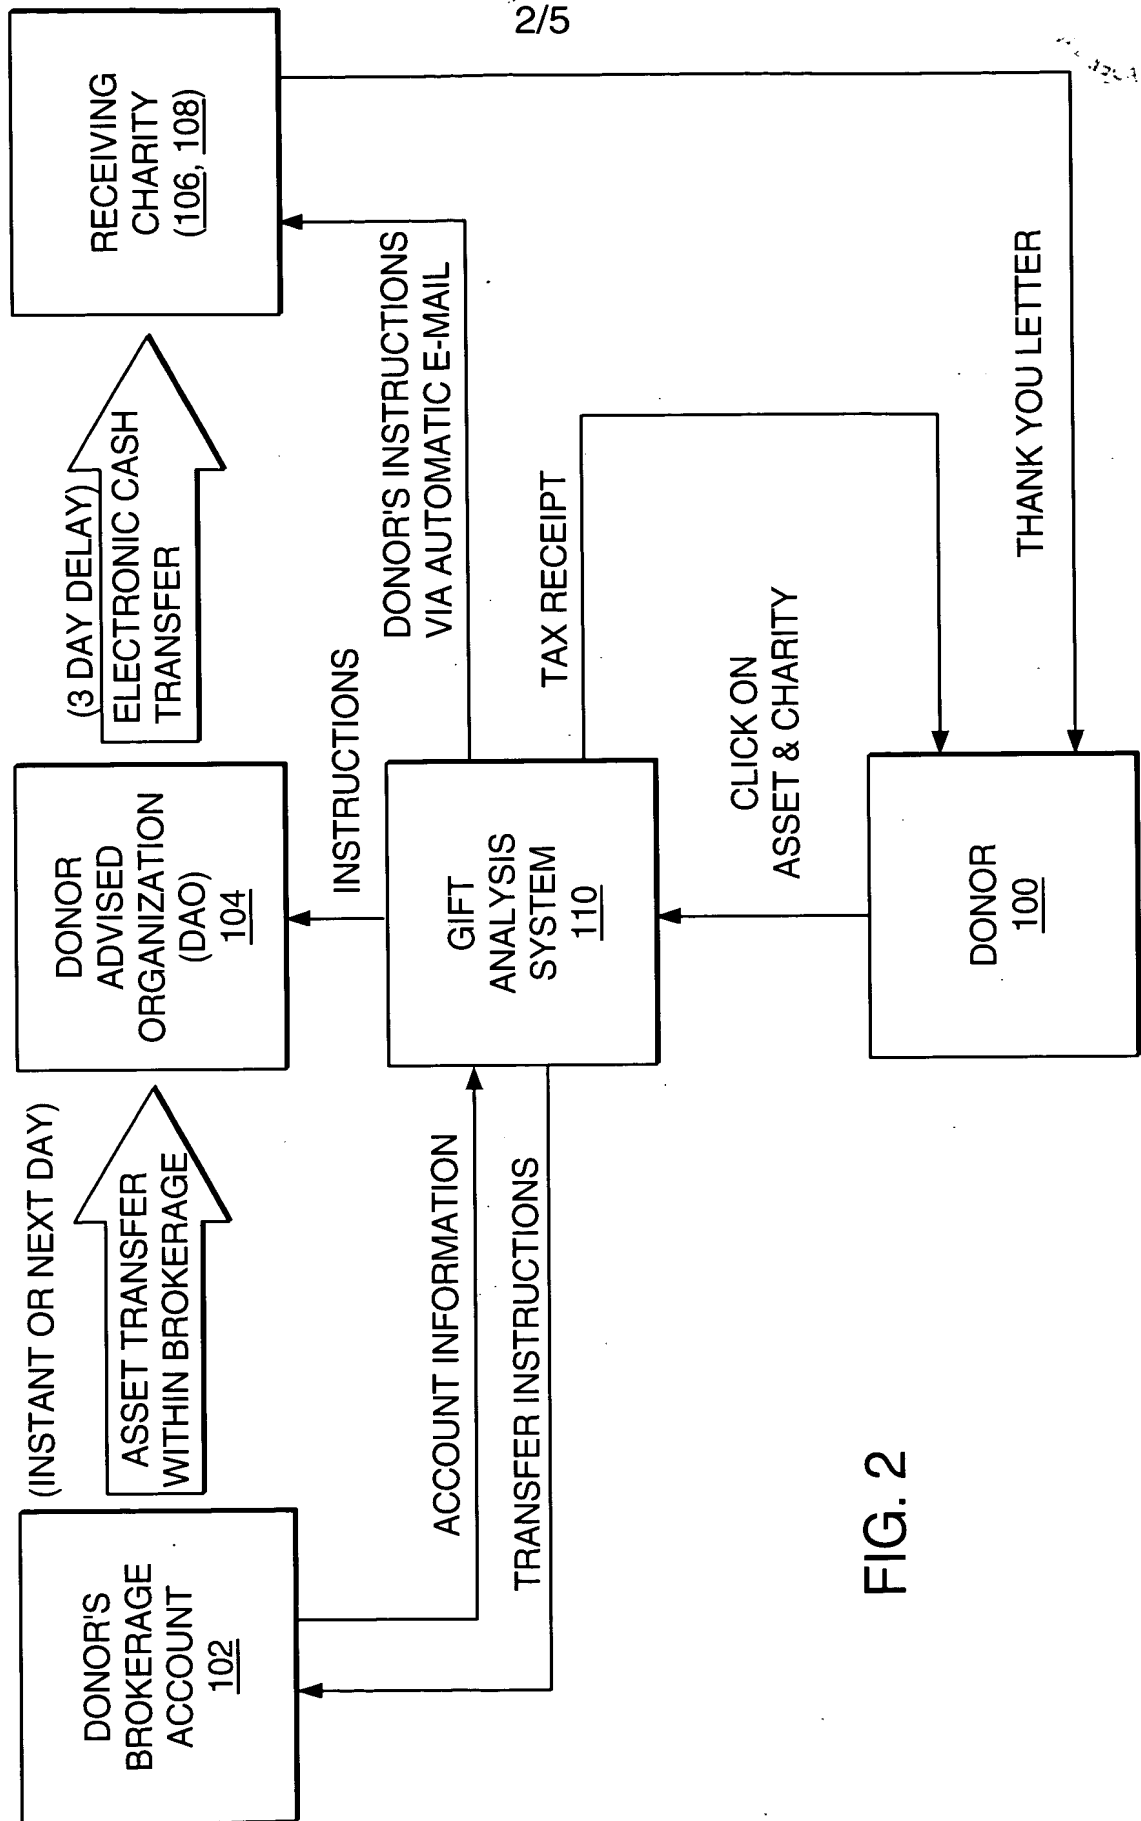 2/5
(INSTANT OR NEXT DAY)
(3 DAY DELAY)
DONOR'S
BROKERAGE
ACCOUNT
102
ASSET TRANSFER
WITHIN BROKERAGE
DONOR
ADVISED
ORGANIZATION
(DAO)
104
ELECTRONIC CASH
TRANSFER
RECEIVING
CHARITY
(106, 108)
INSTRUCTIONS
DONOR'S INSTRUCTIONS
VIA AUTOMATIC E-MAIL
ACCOUNT INFORMATION
TRANSFER INSTRUCTIONS
GIFT
ANALYSIS
SYSTEM
110
TAX RECEIPT
CLICK ON
ASSET & CHARITY
DONOR
100
THANK YOU LETTER
FIG. 2